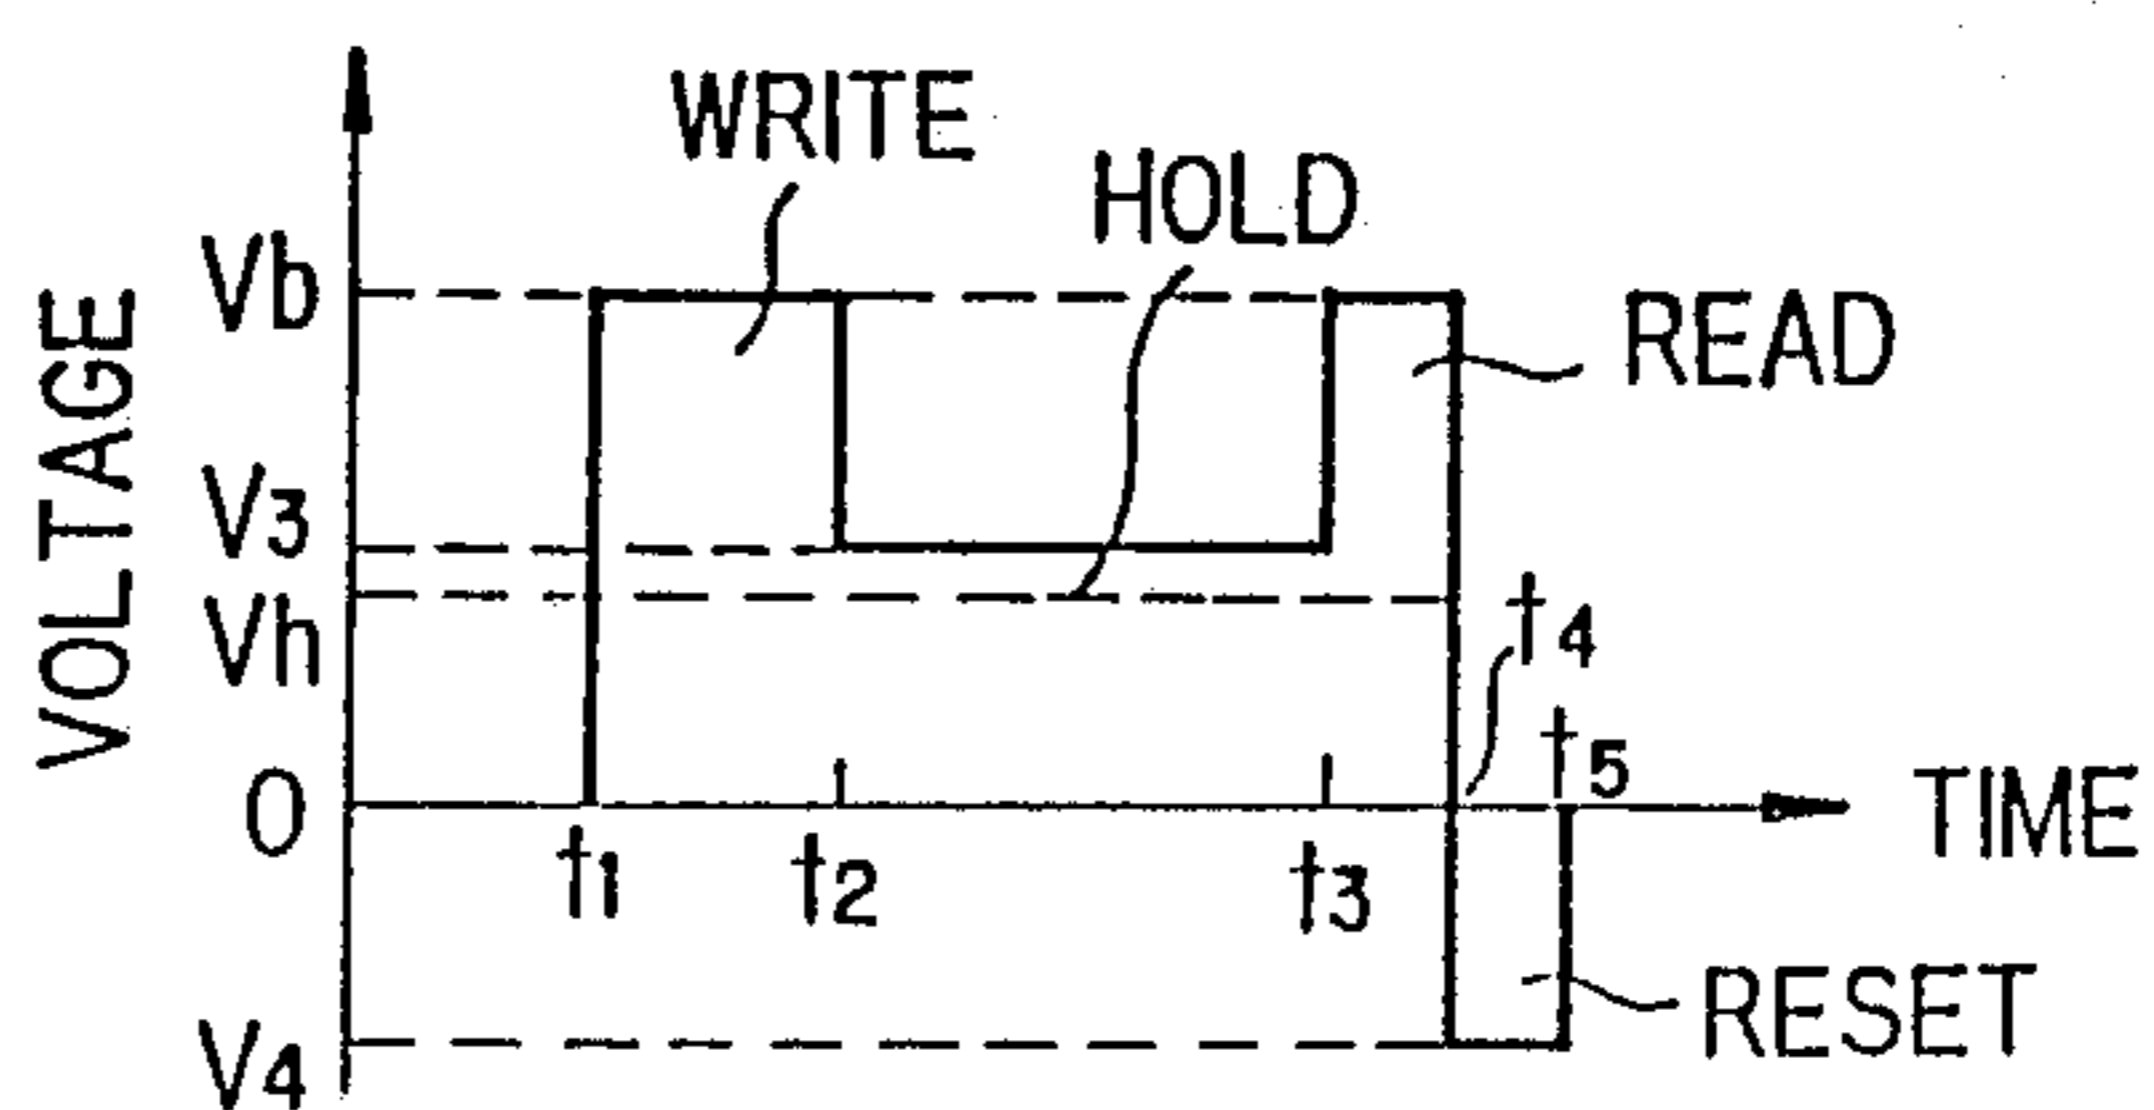 WRITE
HOLD
Vb
READ
VOLTAGE
V3
Vh
t4
t5
0
TIME
t1
t2
t3
RESET
V4